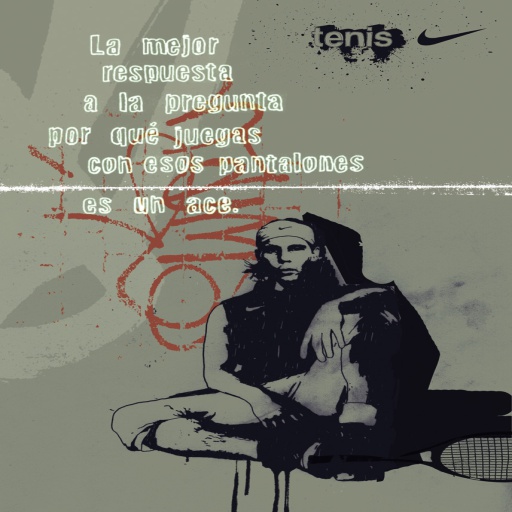 tenis
La mejor
respuesta
a la pregunta
por qué juegas
con esos pantalones
es un ace.